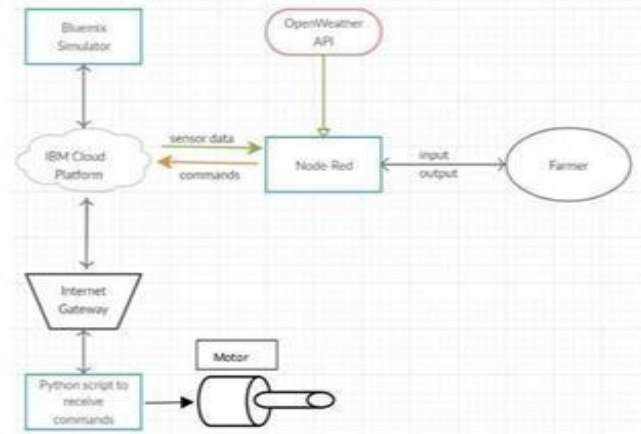 Bluemix
Simulator
OpenWeather
API
IBM Cloud
Platform
sensor data
commands
Node-Red
input
output
Farmer
Internet
Gateway
Motor
Python script to
receive
commands